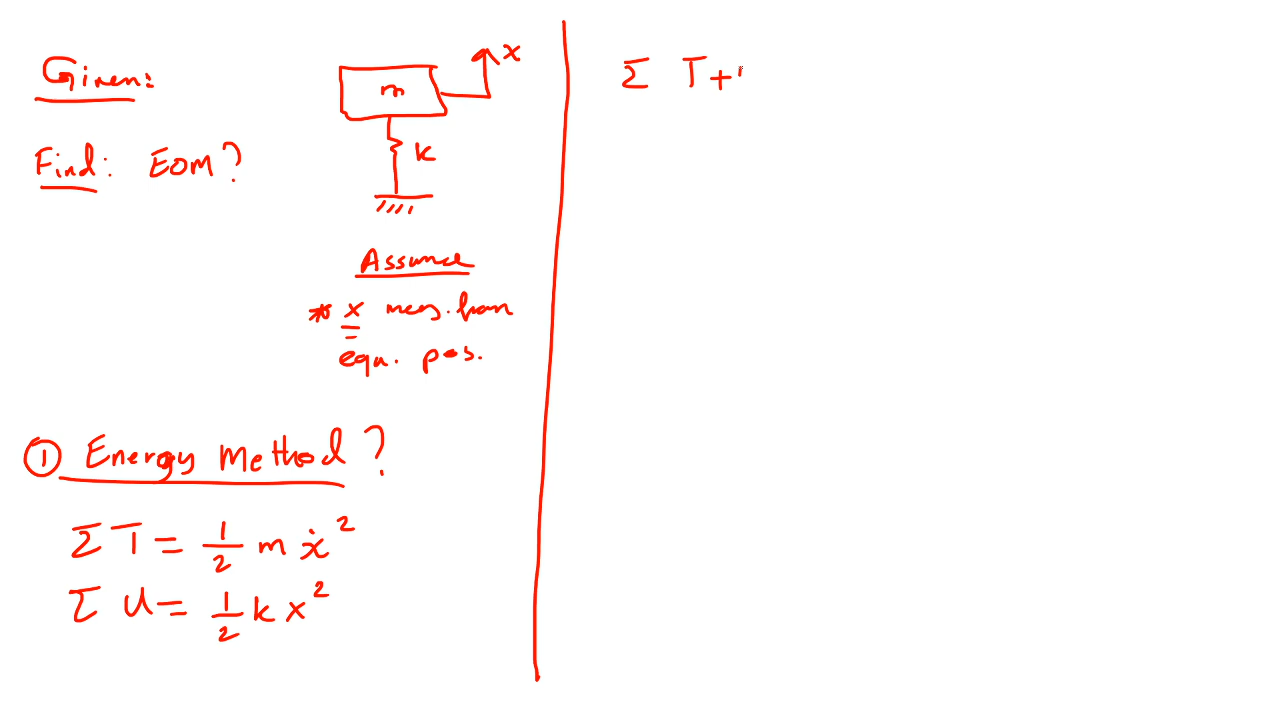 Given:
m
x
k
Find: EOM?
Assume
* x meas. from
equ. pos.
① Energy Method?
Σ T = 1/2 m ẋ²
Σ U = 1/2 k x²
Σ T +